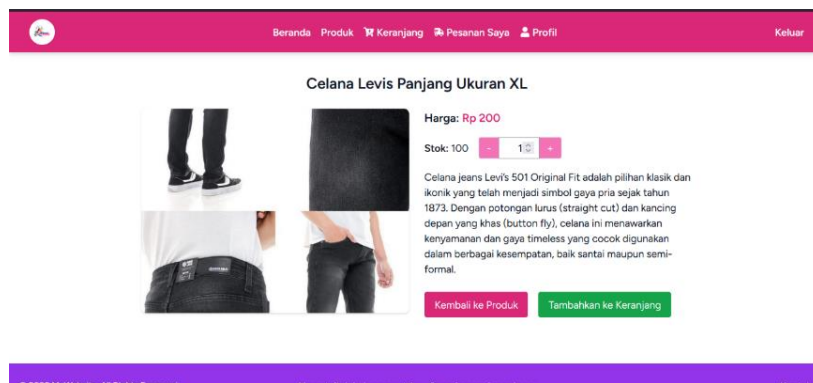 Beranda Produk Keranjang Pesanan Saya Profil Keluar
Celana Levis Panjang Ukuran XL
Harga: Rp 200
Stok: 100 - 1 +
Celana jeans Levi's 501 Original Fit adalah pilihan klasik dan
ikonik yang telah menjadi simbol gaya pria sejak tahun
1873. Dengan potongan lurus (straight cut) dan kancing
depan yang khas (button fly), celana ini menawarkan
kenyamanan dan gaya timeless yang cocok digunakan
dalam berbagai kesempatan, baik santai maupun semi-
formal.
Kembali ke Produk Tambahkan ke Keranjang